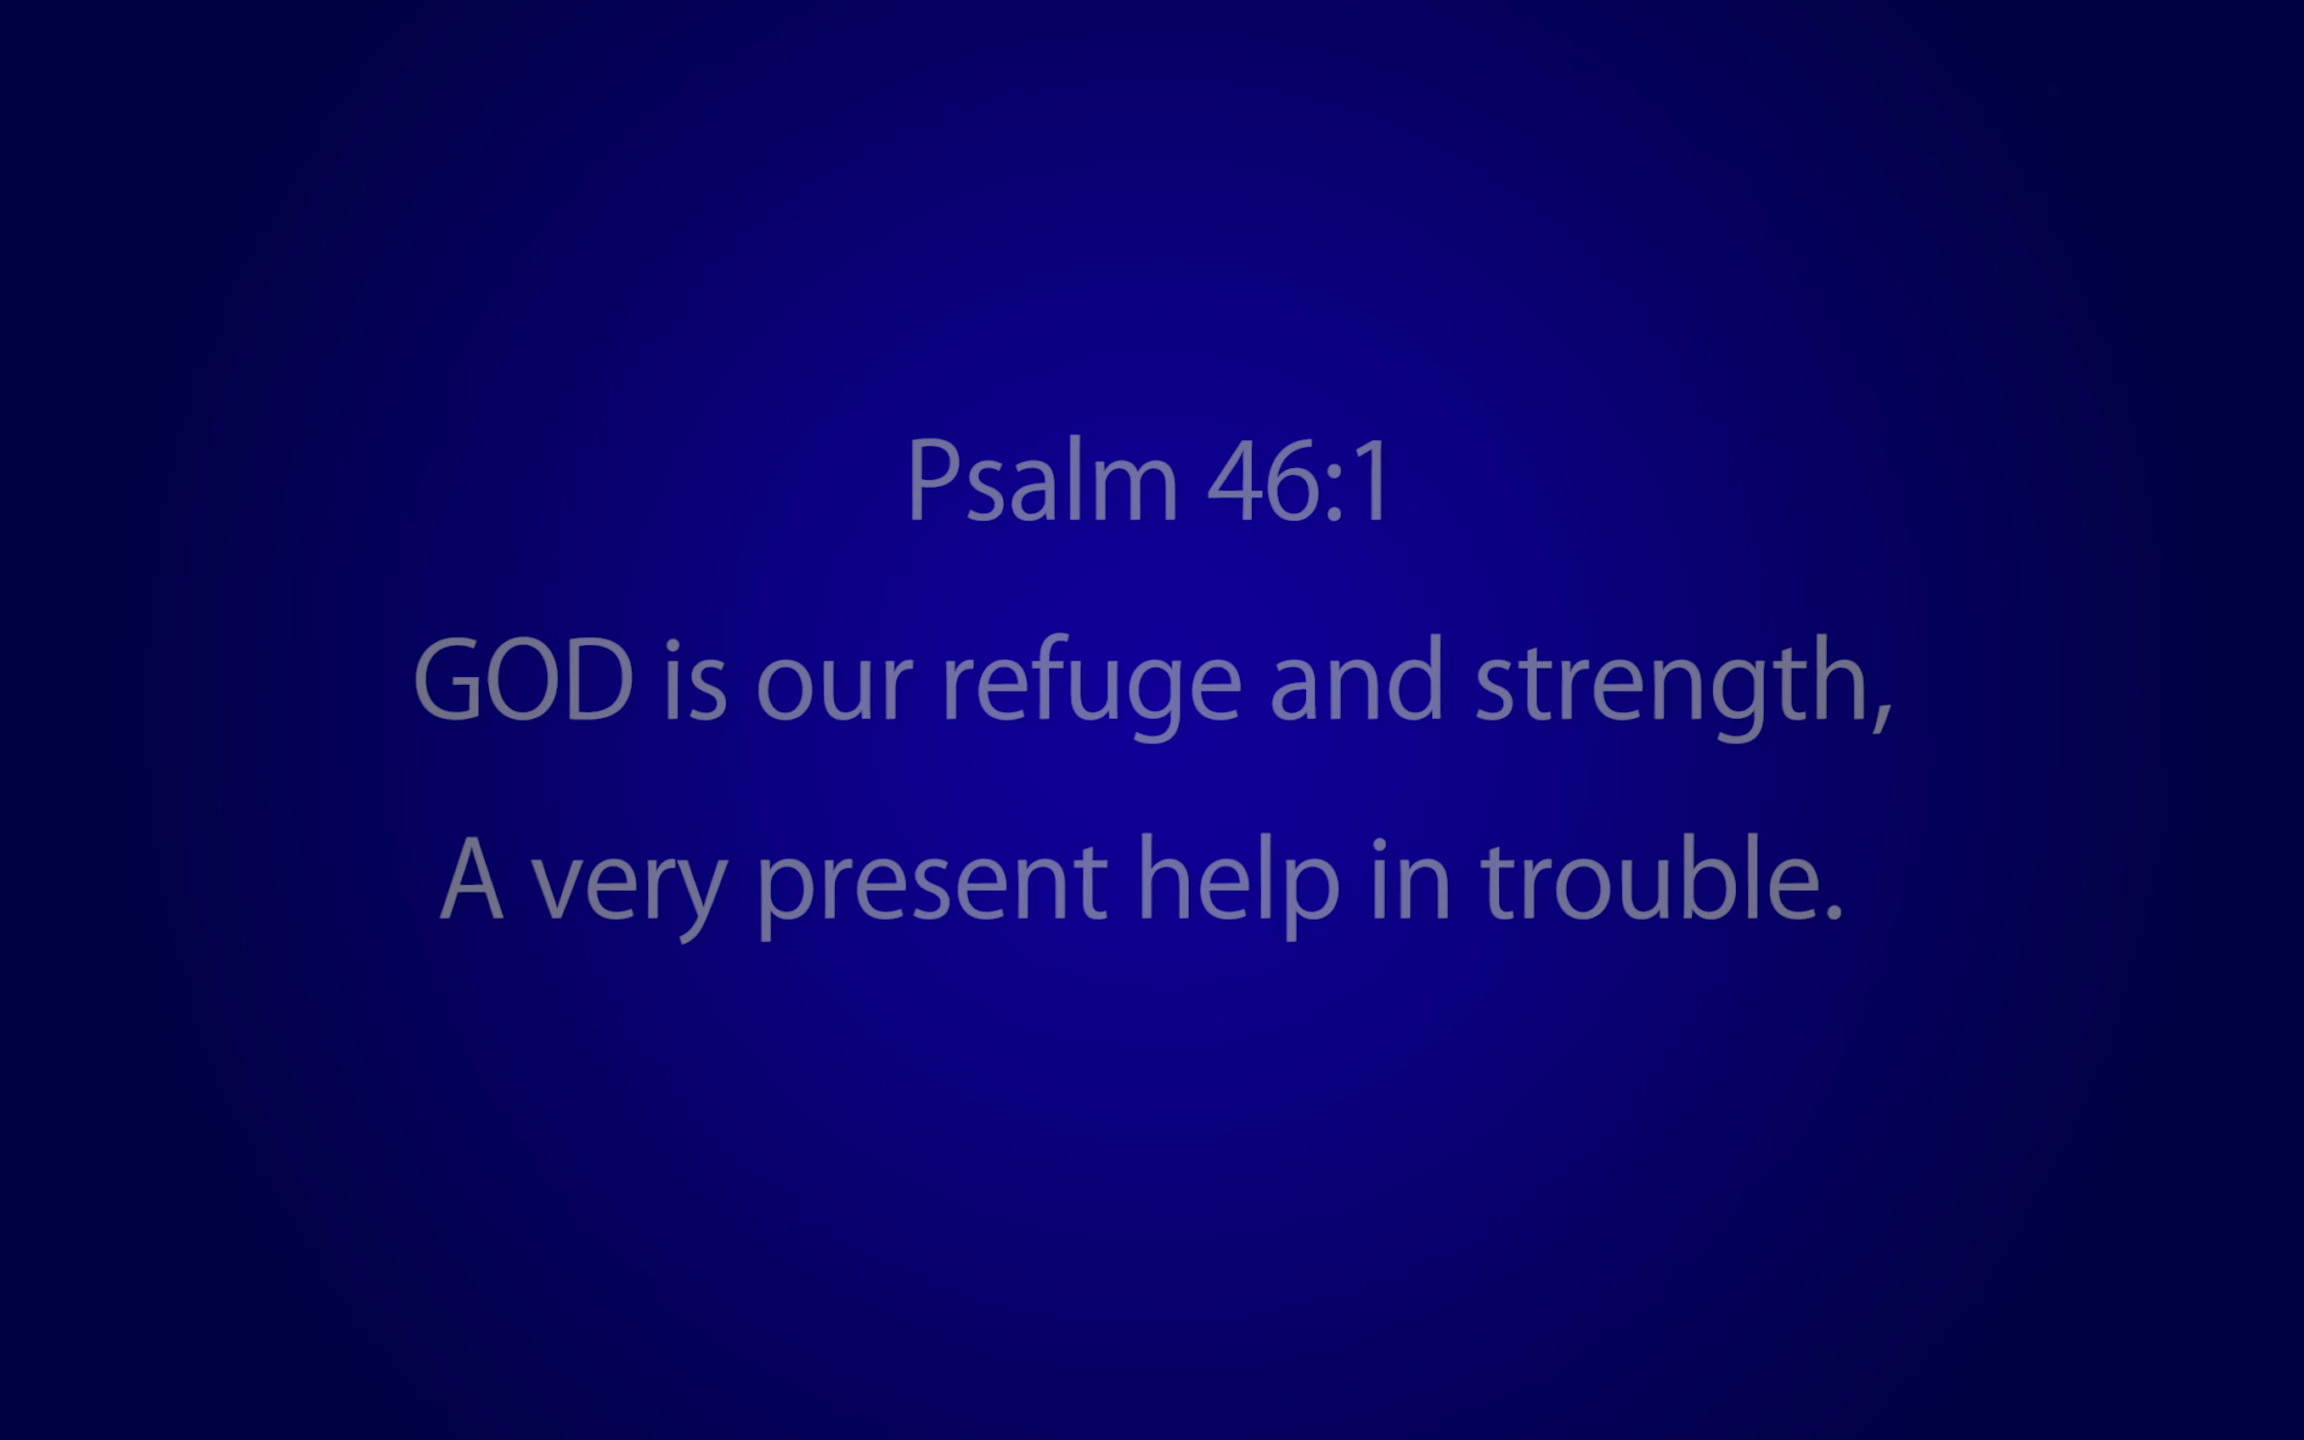 Psalm 46:1
GOD is our refuge and strength,
A very present help in trouble.